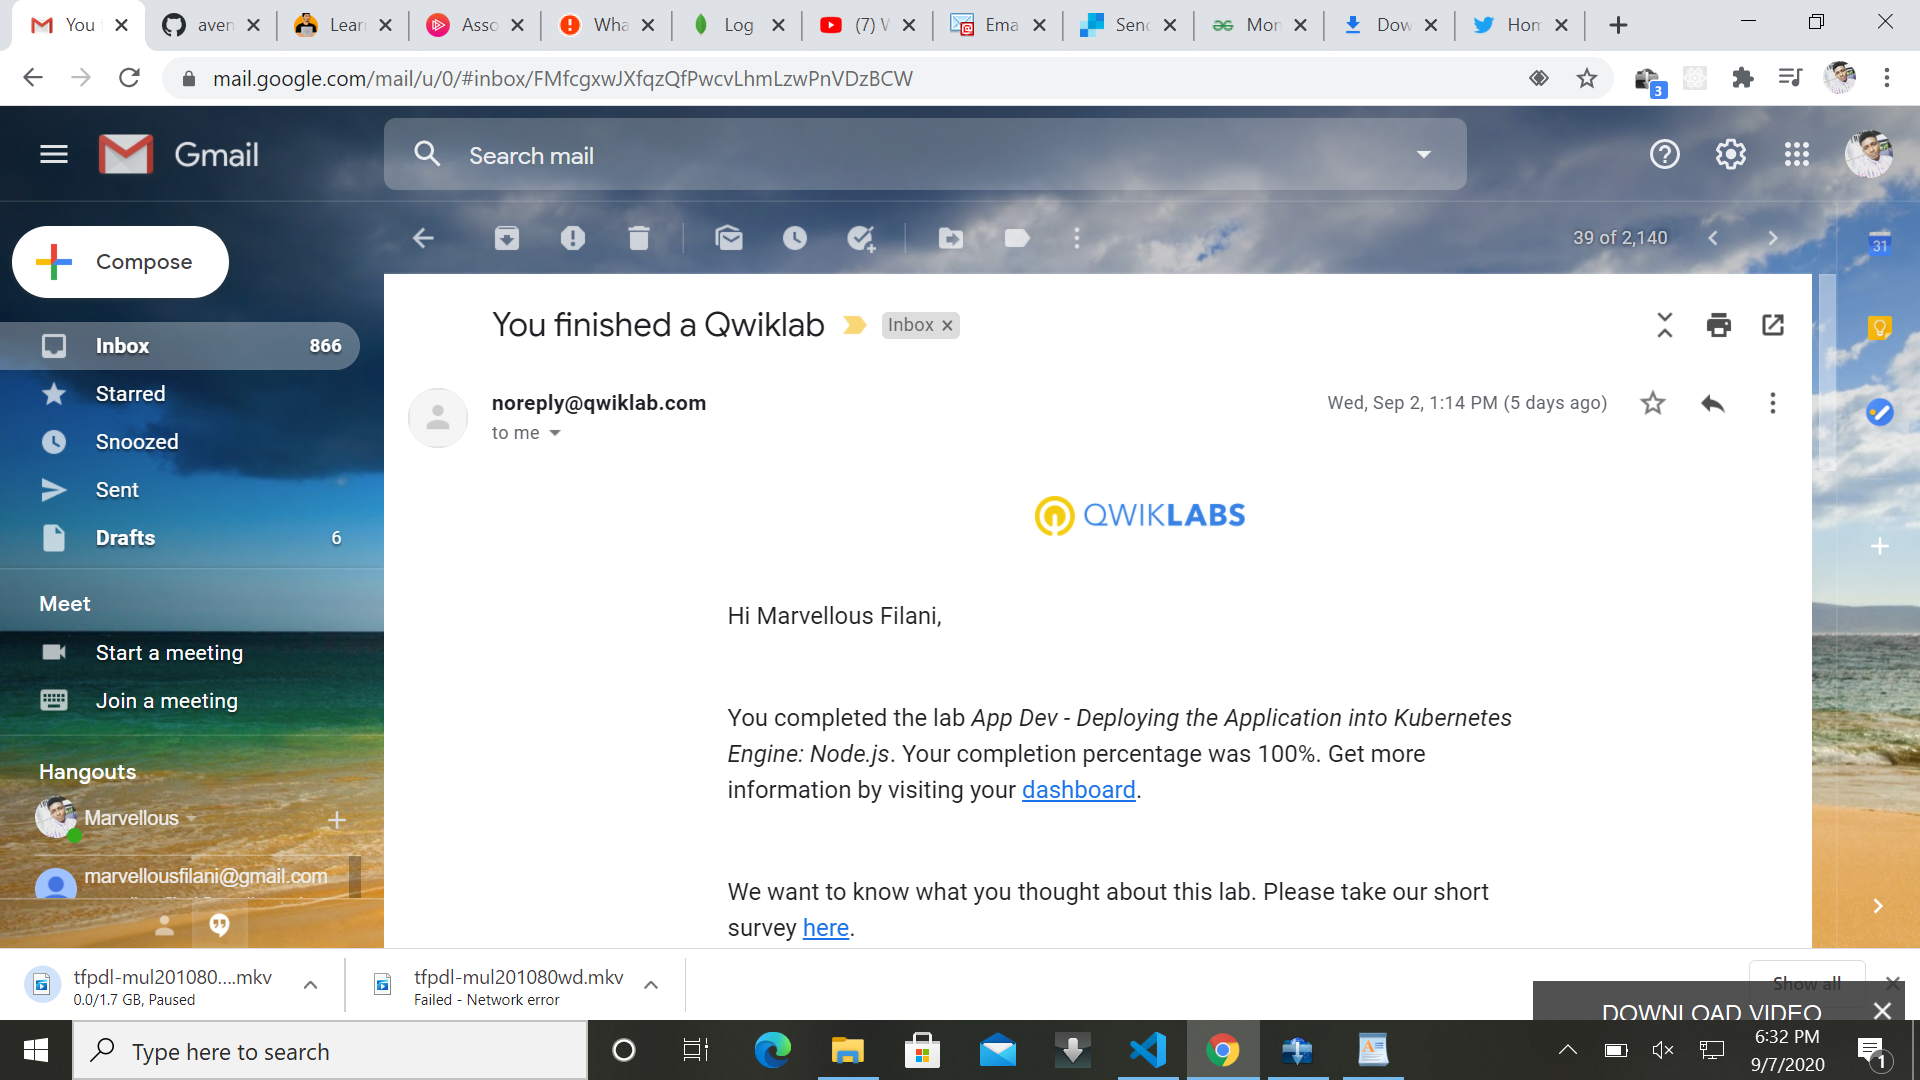 You
aven
Lear
Asso
Wha
Log
(7) W
Ema
Send
Mon
Dow
Hom
mail.google.com/mail/u/0/#inbox/FMfcgxwJXfqzQfPwcvLhmLzwPnVDzBCW
3
Gmail
Search mail
Compose
39 of 2,140
31
Inbox 866
Starred
Snoozed
Sent
Drafts 6
Meet
Start a meeting
Join a meeting
Hangouts
Marvellous
marvellousfilani@gmail.com
You finished a Qwiklab
Inbox
noreply@qwiklab.com
Wed, Sep 2, 1:14 PM (5 days ago)
to me
QWIKLABS
Hi Marvellous Filani,
You completed the lab App Dev - Deploying the Application into Kubernetes
Engine: Node.js. Your completion percentage was 100%. Get more
information by visiting your dashboard.
We want to know what you thought about this lab. Please take our short
survey here.
tfpdl-mul201080....mkv
0.0/1.7 GB, Paused
tfpdl-mul201080wd.mkv
Failed - Network error
Show all
DOWNLOAD VIDEO
Type here to search
6:32 PM
9/7/2020
1